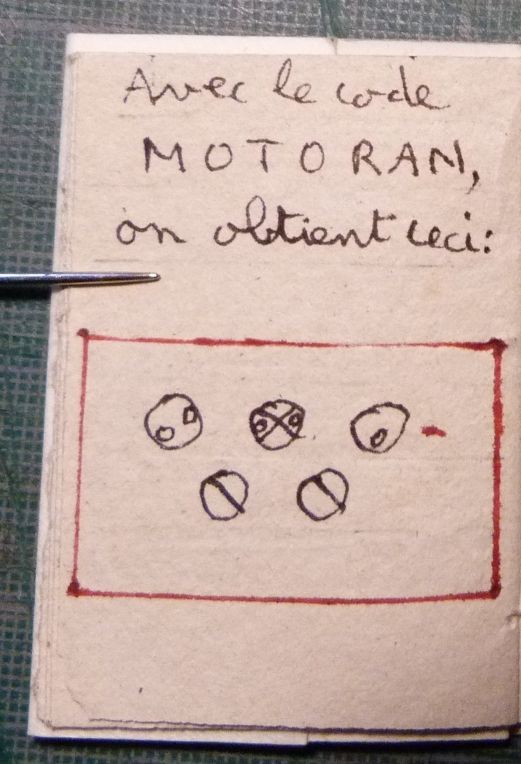 Avec le code
MOTORAN,
on obtient ceci: